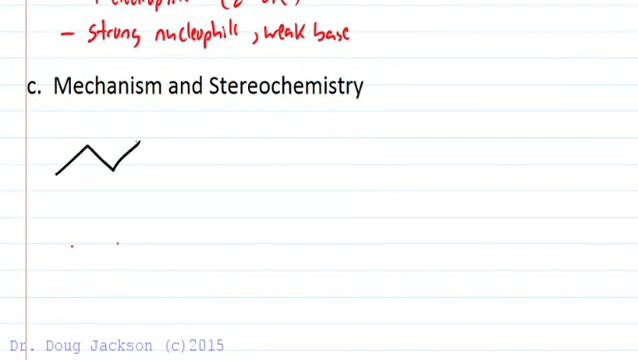 - strong nucleophile, weak base
c. Mechanism and Stereochemistry
Dr. Doug Jackson (c)2015